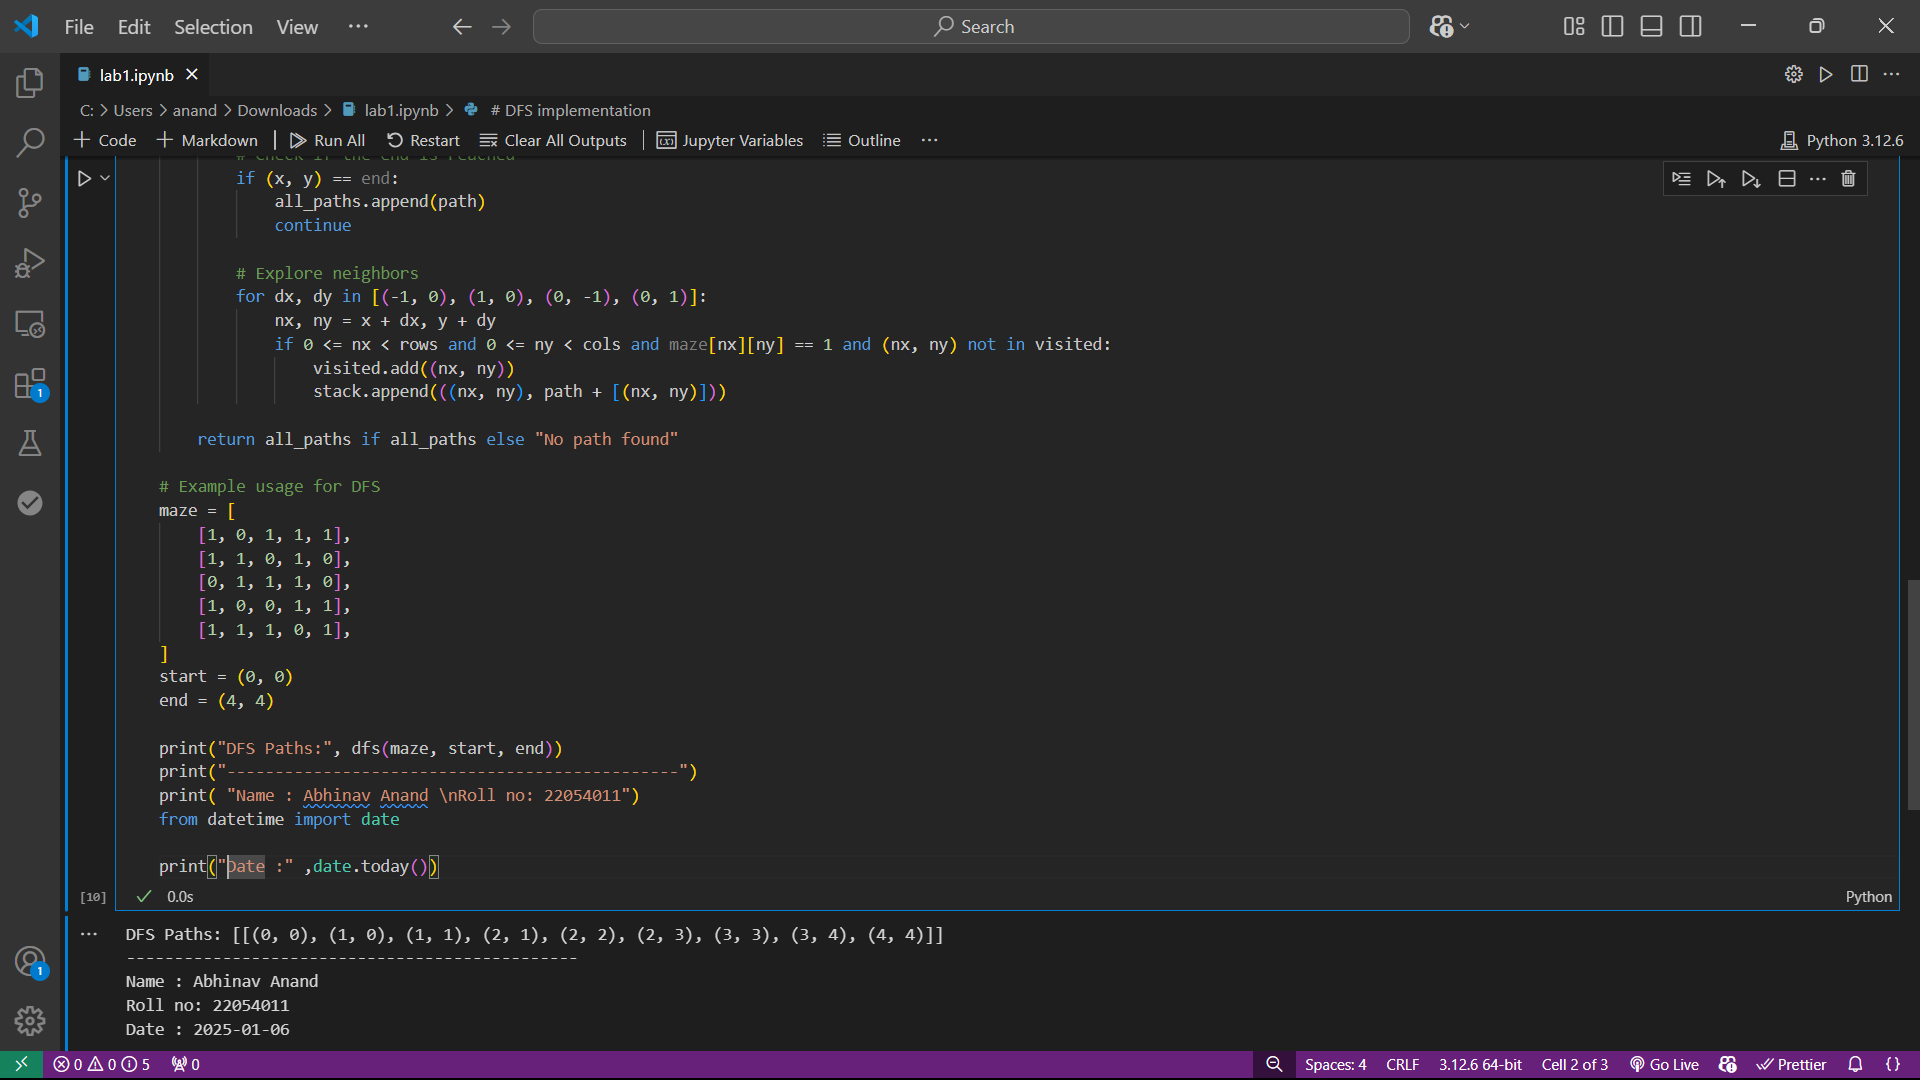 File Edit Selection View ··· Search
lab1.ipynb
C: > Users > anand > Downloads > lab1.ipynb > # DFS implementation
+ Code + Markdown | Run All Restart Clear All Outputs | Jupyter Variables Outline ··· Python 3.12.6
# Check if the end is reached
if (x, y) == end:
all_paths.append(path)
continue
# Explore neighbors
for dx, dy in [(-1, 0), (1, 0), (0, -1), (0, 1)]:
nx, ny = x + dx, y + dy
if 0 <= nx < rows and 0 <= ny < cols and maze[nx][ny] == 1 and (nx, ny) not in visited:
visited.add((nx, ny))
stack.append(((nx, ny), path + [(nx, ny)]))
return all_paths if all_paths else "No path found"
# Example usage for DFS
maze = [
[1, 0, 1, 1, 1],
[1, 1, 0, 1, 0],
[0, 1, 1, 1, 0],
[1, 0, 0, 1, 1],
[1, 1, 1, 0, 1],
]
start = (0, 0)
end = (4, 4)
print("DFS Paths:", dfs(maze, start, end))
print("-----------------------------------------------")
print( "Name : Abhinav Anand \nRoll no: 22054011")
from datetime import date
print("Date :" ,date.today())
[10] 0.0s Python
DFS Paths: [[(0, 0), (1, 0), (1, 1), (2, 1), (2, 2), (2, 3), (3, 3), (3, 4), (4, 4)]]
-----------------------------------------------
Name : Abhinav Anand
Roll no: 22054011
Date : 2025-01-06
0 0 5 0 Spaces: 4 CRLF 3.12.6 64-bit Cell 2 of 3 Go Live Prettier {}